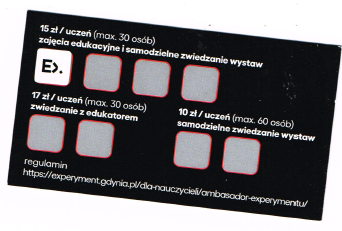 15 zł / uczeń (max. 30 osób)
zajęcia edukacyjne i samodzielne zwiedzanie wystaw
E>.
17 zł / uczeń (max. 30 osób)
zwiedzanie z edukatorem
10 zł / uczeń (max. 60 osób)
samodzielne zwiedzanie wystaw
regulamin
https://experyment.gdynia.pl/dla-nauczycieli/ambasador-experymentu/